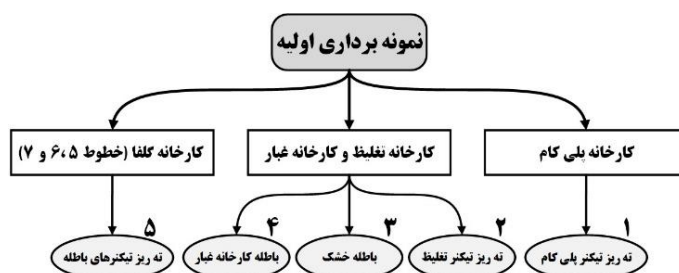 نمونه برداری اولیه
کارخانه پلی کام
کارخانه تغلیظ و کارخانه غبار
کارخانه گلفا (خطوط ۶،۵ و ۷)
۱
۲
۳
۴
۵
ته ریز تیکنر پلی کام
ته ریز تیکنر تغلیظ
باطله خشک
باطله کارخانه غبار
ته ریز تیکنرهای باطله